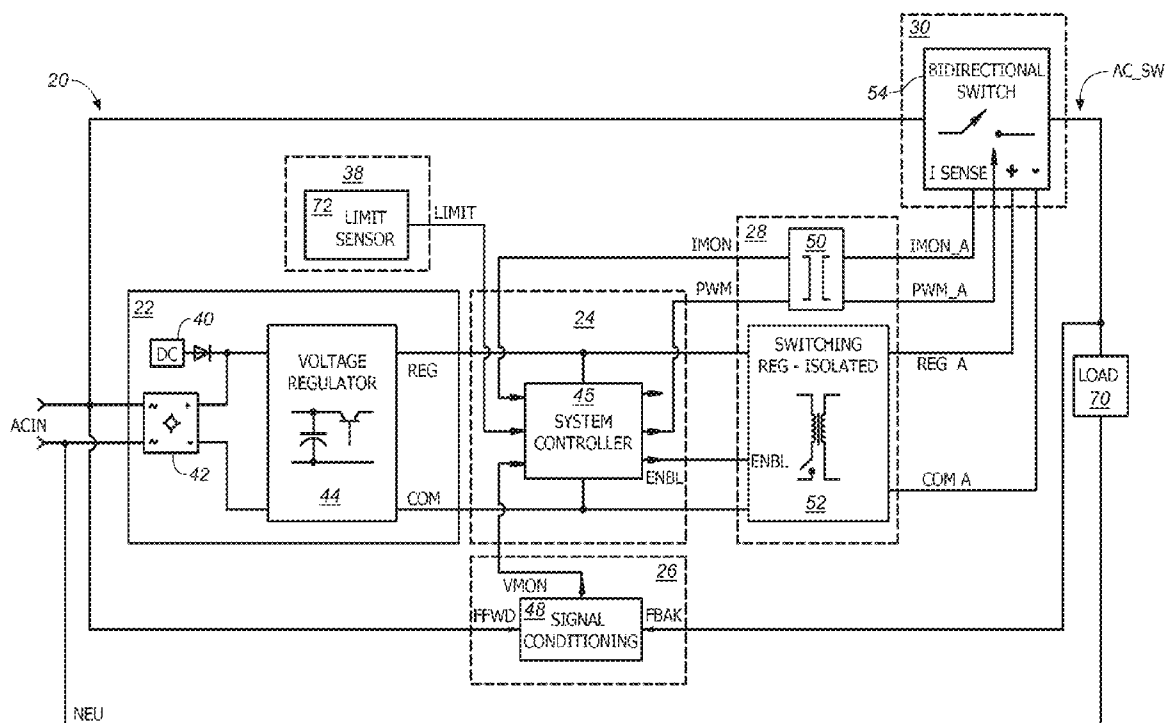 30
20
54
BIDIRECTIONAL
SWITCH
AC_SW
I SENSE
+ -
38
72
LIMIT
SENSOR
LIMIT
28
50
IMON
IMON_A
PWM
PWM_A
22
40
DC
24
VOLTAGE
REGULATOR
REG
SWITCHING
REG - ISOLATED
REG A
45
SYSTEM
CONTROLLER
LOAD
70
ACIN
~ +
~ -
42
44
COM
ENBL
ENBL
52
COM A
VMON
26
FFWD
48
SIGNAL
CONDITIONING
FBAK
NEU